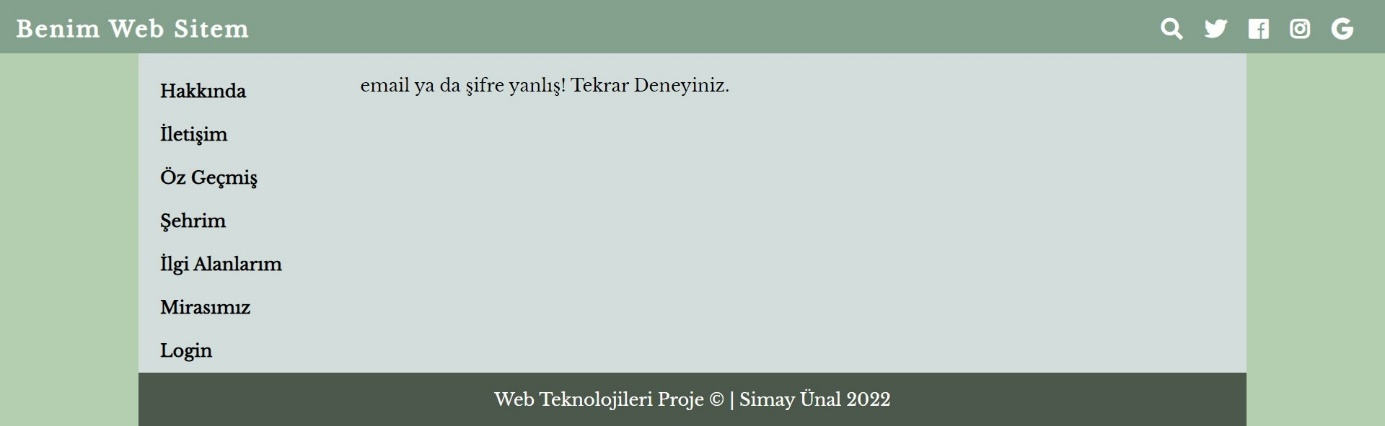 Benim Web Sitem
Hakkında
İletişim
Öz Geçmiş
Şehrim
İlgi Alanlarım
Mirasımız
Login
email ya da şifre yanlış! Tekrar Deneyiniz.
Web Teknolojileri Proje © | Simay Ünal 2022